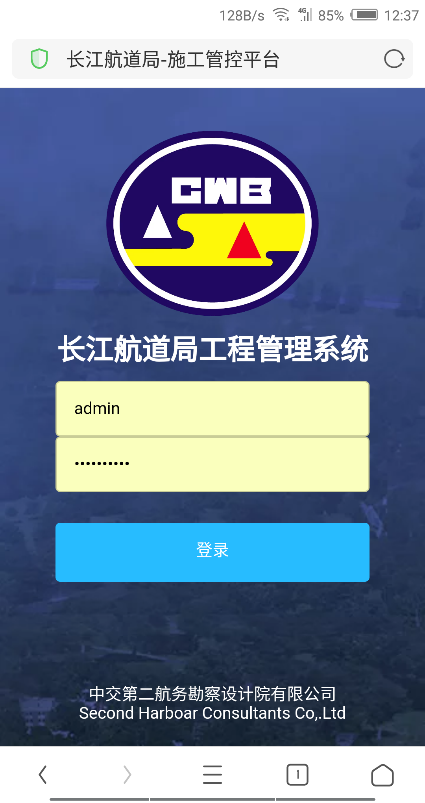 128B/s 4G 85% 12:37
长江航道局-施工管控平台
CWB
长江航道局工程管理系统
admin
••••••••••
登录
中交第二航务勘察设计院有限公司
Second Harboar Consultants Co,.Ltd
1